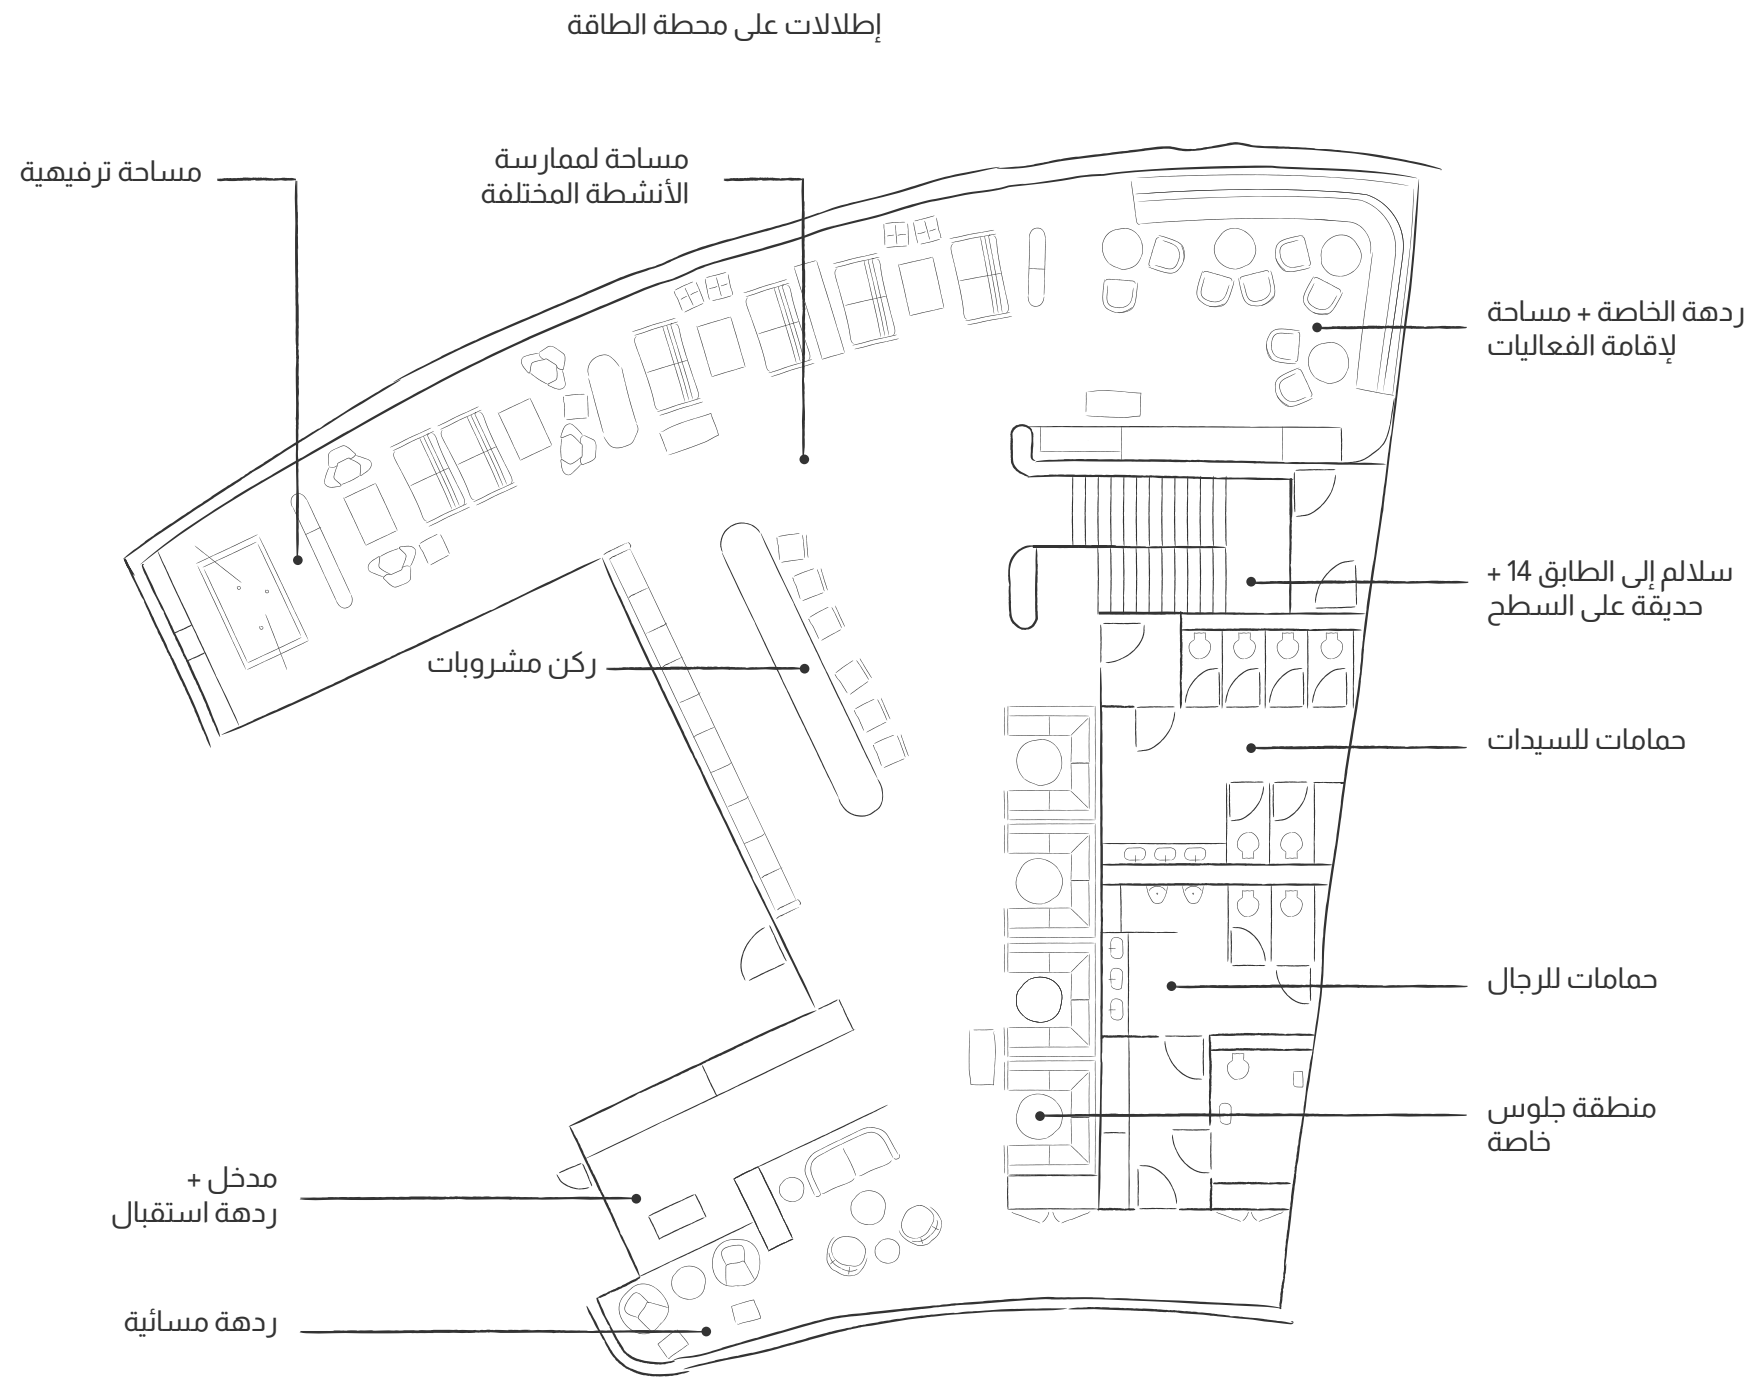 إطلالات على محطة الطاقة
مساحة لممارسة
الأنشطة المختلفة
مساحة ترفيهية
ردهة الخاصة + مساحة
لإقامة الفعاليات
سلالم إلى الطابق 14 +
حديقة على السطح
ركن مشروبات
حمامات للسيدات
حمامات للرجال
منطقة جلوس
خاصة
مدخل +
ردهة استقبال
ردهة مسائية